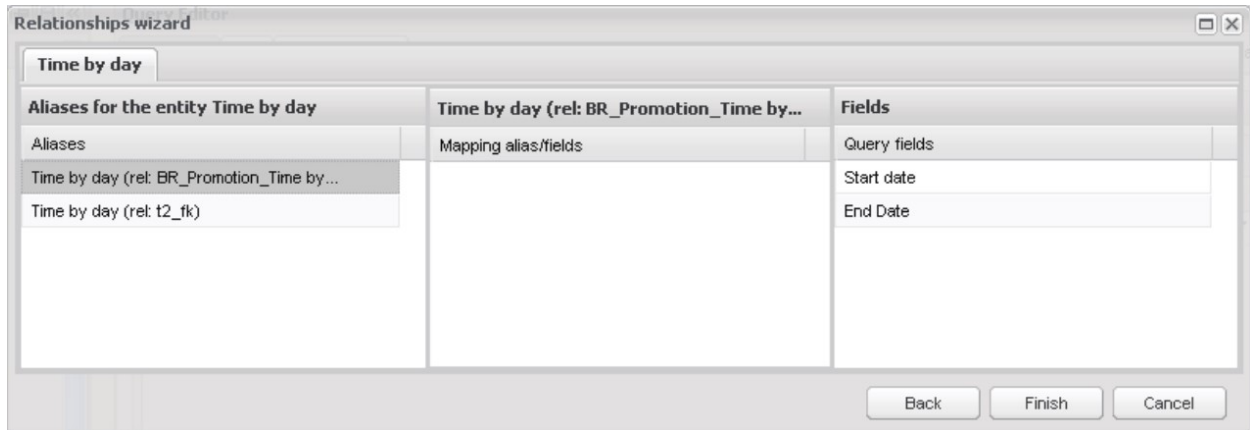 Query Editor
Relationships wizard
Time by day
Aliases for the entity Time by day
Time by day (rel: BR_Promotion_Time by...
Fields
Aliases
Mapping alias/fields
Query fields
Time by day (rel: BR_Promotion_Time by...
Start date
Time by day (rel: t2_fk)
End Date
Back
Finish
Cancel